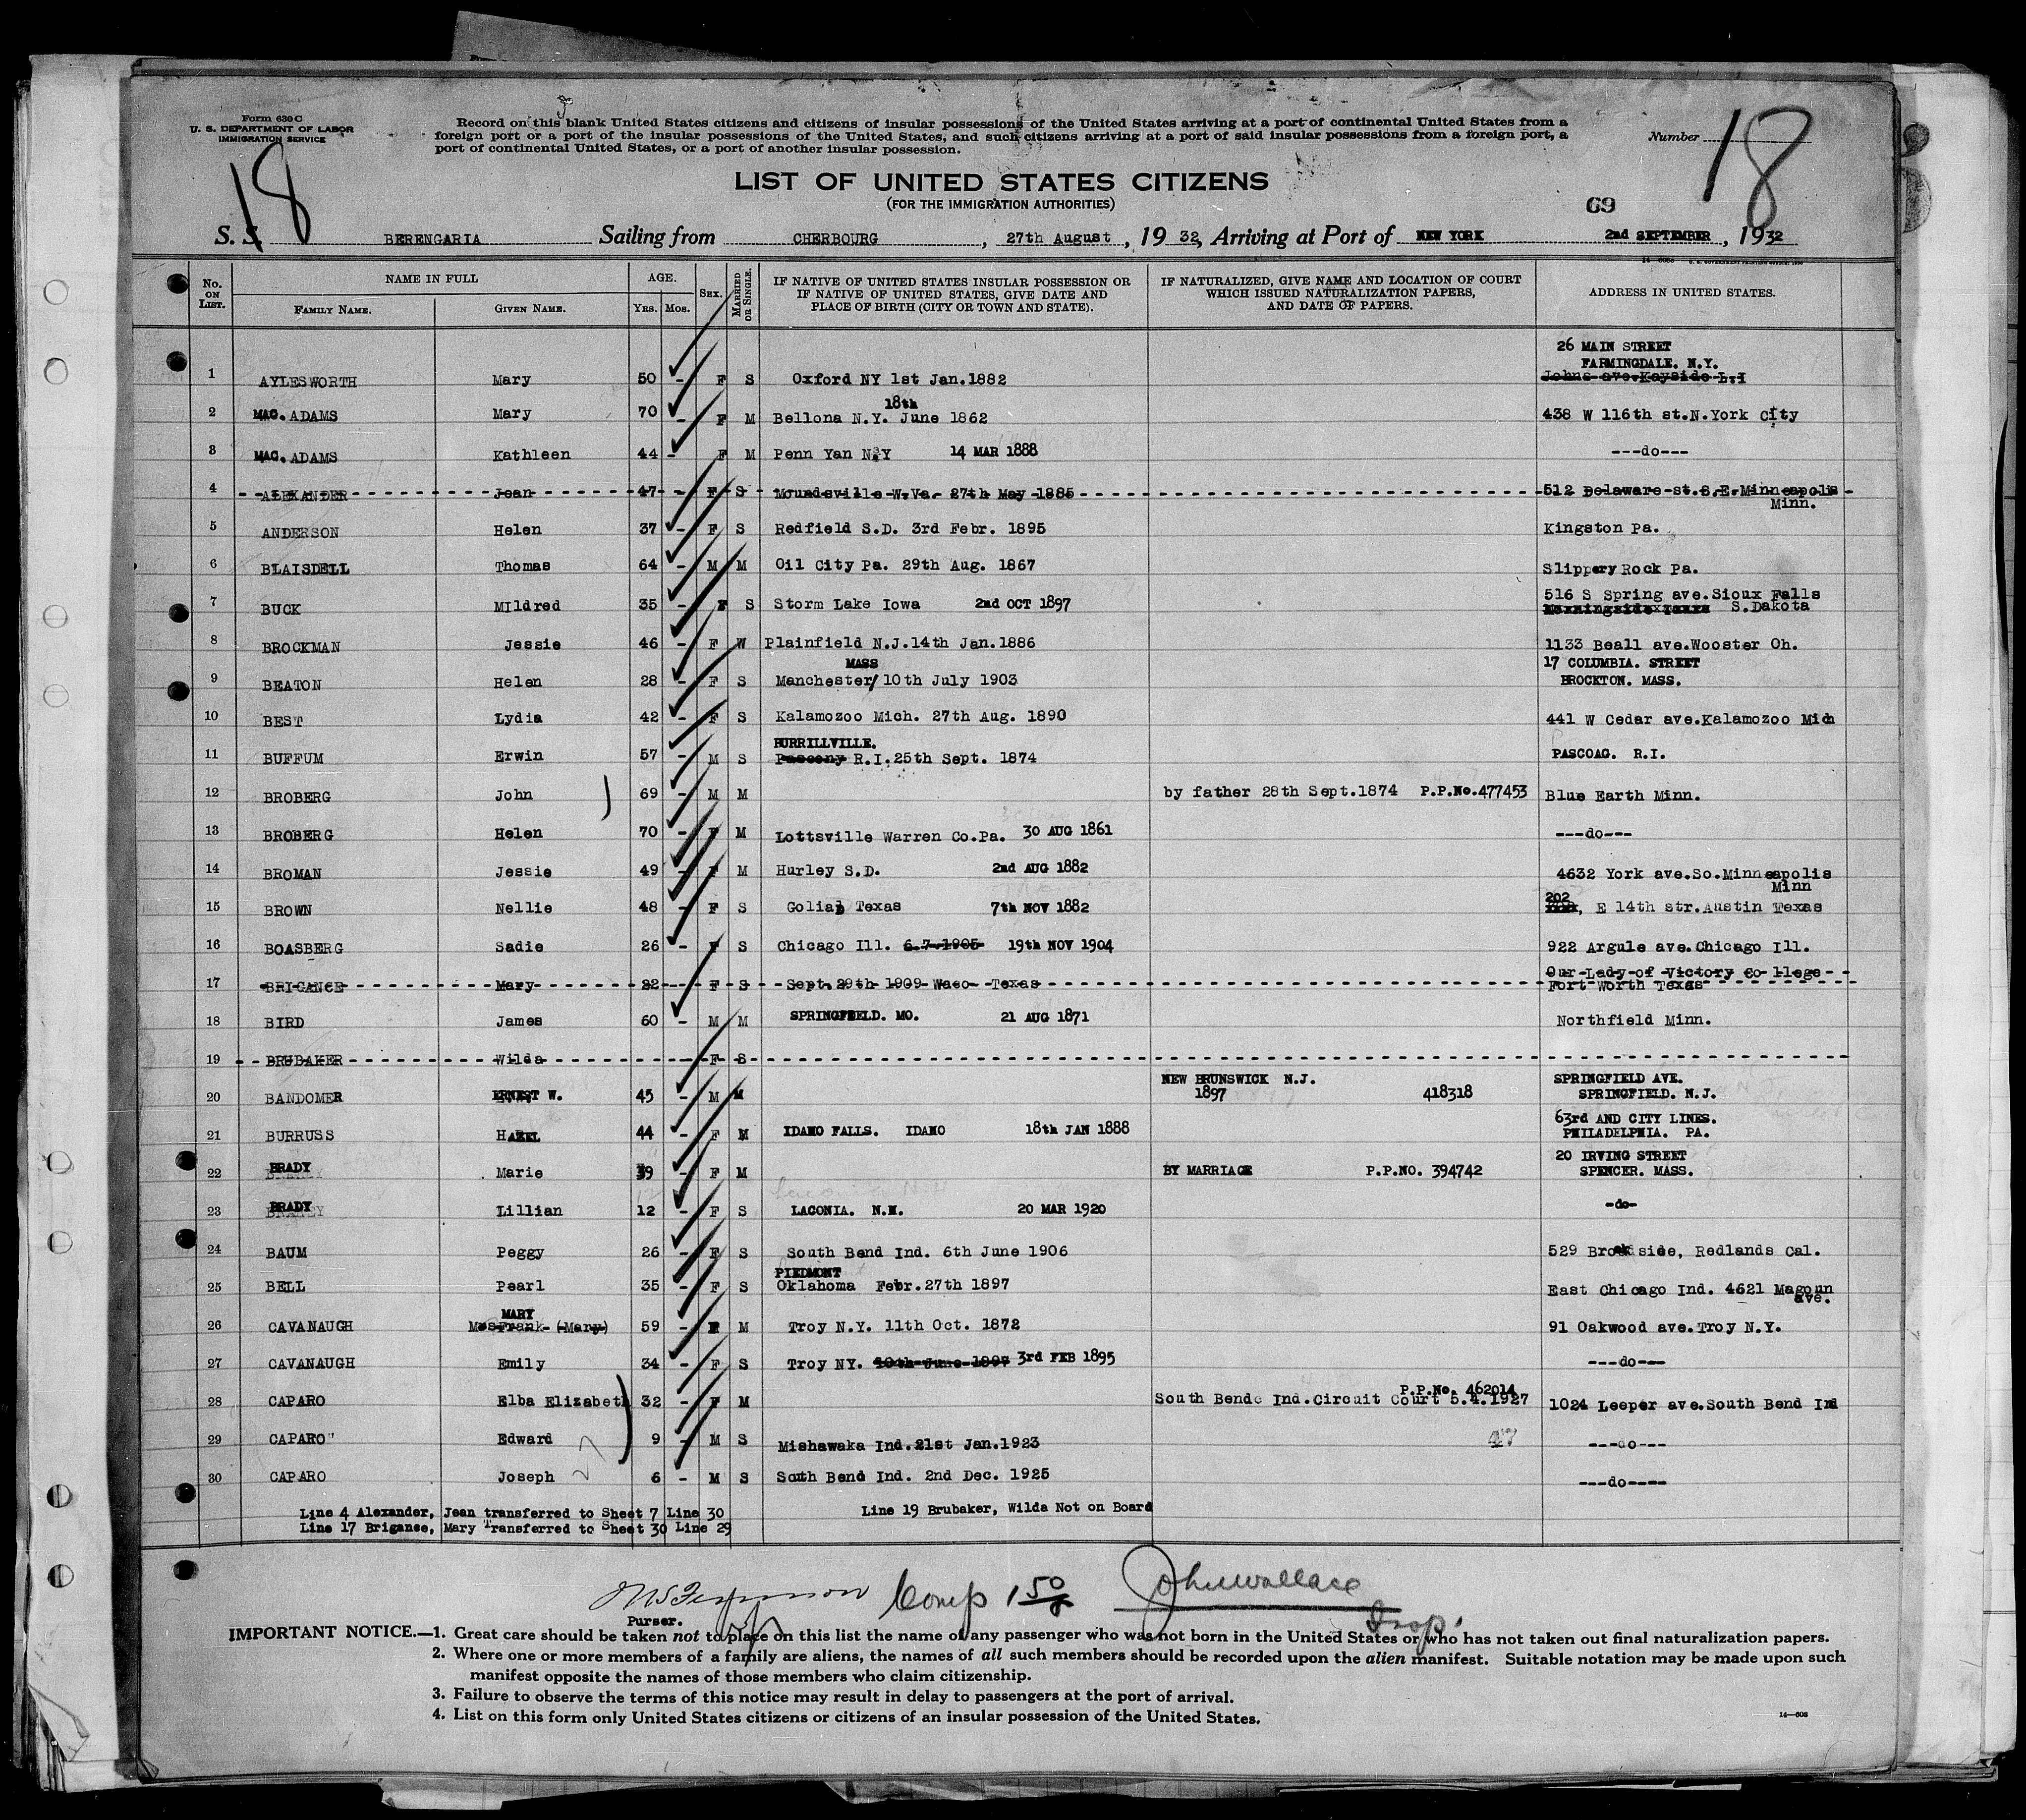 Form 630 C
U. S. DEPARTMENT OF LABOR
IMMIGRATION SERVICE
Record on this blank United States citizens and citizens of insular possessions of the United States arriving at a port of continental United States from a
foreign port or a port of the insular possessions of the United States, and such citizens arriving at a port of said insular possessions from a foreign port, a
port of continental United States, or a port of another insular possession.
Number 18
18
LIST OF UNITED STATES CITIZENS
(FOR THE IMMIGRATION AUTHORITIES)
69
S. S. BERENGARIA Sailing from CHERBOURG, 27th August, 19 32, Arriving at Port of NEW YORK 2nd SEPTEMBER, 1932
No. ON LIST. NAME IN FULL AGE. SEX. MARRIED OR SINGLE. IF NATIVE OF UNITED STATES INSULAR POSSESSION OR IF NATIVE OF UNITED STATES, GIVE DATE AND PLACE OF BIRTH (CITY OR TOWN AND STATE). IF NATURALIZED, GIVE NAME AND LOCATION OF COURT WHICH ISSUED NATURALIZATION PAPERS, AND DATE OF PAPERS. ADDRESS IN UNITED STATES.
FAMILY NAME. GIVEN NAME. YRS. MOS.
26 MAIN STREET
FARMINGDALE. N.Y.
1 AYLESWORTH Mary 50 - F S Oxford NY 1st Jan.1882 Johns ave.Kayside L.I
18th
2 MAC. ADAMS Mary 70 - F M Bellona N.Y. June 1862 438 W 116th st.N.York City
3 MAC. ADAMS Kathleen 44 - F M Penn Yan N.Y 14 MAR 1888 ---do---
4 ALEXANDER Jean 47 - F S Moundsville W.Va. 27th May 1885 512 Delaware st.S.E.Minneapolis
Minn.
5 ANDERSON Helen 37 - F S Redfield S.D. 3rd Febr. 1895 Kingston Pa.
6 BLAISDELL Thomas 64 - M M Oil City Pa. 29th Aug. 1867 Slippery Rock Pa.
516 S Spring ave.Sioux Falls
7 BUCK MIldred 35 - F S Storm Lake Iowa 2nd OCT 1897 S.Dakota
8 BROCKMAN Jessie 46 - F W Plainfield N.J.14th Jan.1886 1133 Beall ave.Wooster Oh.
MASS 17 COLUMBIA. STREET
9 BEATON Helen 28 - F S Manchester/ 10th July 1903 BROCKTON. MASS.
10 BEST Lydia 42 - F S Kalamozoo Mich. 27th Aug. 1890 441 W Cedar ave.Kalamozoo Mich
BURRILLVILLE.
11 BUFFUM Erwin 57 - M S Pascony R.I.25th Sept. 1874 PASCOAG. R.I.
12 BROBERG John 69 - M M by father 28th Sept.1874 P.P.No.477453 Blue Earth Minn.
13 BROBERG Helen 70 - F M Lottsville Warren Co.Pa. 30 AUG 1861 ---do---
14 BROMAN Jessie 49 - F M Hurley S.D. 2nd AUG 1882 4632 York ave.So.Minneapolis
Minn
202
15 BROWN Nellie 48 - F S Goliad Texas 7th NOV 1882 E 14th str.Austin Texas
16 BOASBERG Sadie 26 - F S Chicago Ill. 6.7.1905 19th NOV 1904 922 Argule ave.Chicago Ill.
Our Lady of Victory Co llege
17 BRIGANCE Mary 22 F S Sept.29th 1909 Waco Texas Fort Worth Texas
18 BIRD James 60 - M M SPRINGFIELD. MO. 21 AUG 1871 Northfield Minn.
19 BRUBAKER Wilda F S
NEW BRUNSWICK N.J. SPRINGFIELD AVE.
20 BANDOMER ERNEST W. 45 - M M 1897 418318 SPRINGFIELD. N.J.
63rd AND CITY LINES.
21 BURRUSS HAZEL 44 - F M IDAHO FALLS. IDAHO 18th JAN 1888 PHILADELPHIA. PA.
20 IRVING STREET
22 BRADY Marie 39 - F M BY MARRIAGE P.P.NO. 394742 SPENCER. MASS.
23 BRADY Lillian 12 - F S LACONIA. N.H. 20 MAR 1920 -do-
24 BAUM Peggy 26 - F S South Bend Ind. 6th June 1906 529 Brookside, Redlands Cal.
PIEDMONT
25 BELL Pearl 35 - F S Oklahoma Febr.27th 1897 East Chicago Ind. 4621 Magoun
ave.
MARY
26 CAVANAUGH MrsFrank (Mary) 59 - F M Troy N.Y. 11th Oct. 1872 91 Oakwood ave.Troy N.Y.
27 CAVANAUGH Emily 34 - F S Troy NY. 10th June 1897 3rd FEB 1895 ---do---
P.P.No. 462014
28 CAPARO Elba Elizabeth 32 - F M South Bende Ind.Circuit Court 5.4.1927 1024 Leeper ave.South Bend Ind
29 CAPARO" Edward 9 - M S Mishawaka Ind.21st Jan.1923 47 ---do---
30 CAPARO Joseph 27 6 - M S South Bend Ind. 2nd Dec. 1925 ---do----
Line 4 Alexander, Jean transferred to Sheet 7 Line 30 Line 19 Brubaker, Wilda Not on Board
Line 17 Briganse, Mary Transferred to Sheet 30 Line 29
Comp 1 50 John Wallace
Purser. Insp.
IMPORTANT NOTICE.—1. Great care should be taken not to place on this list the name of any passenger who was not born in the United States or who has not taken out final naturalization papers.
2. Where one or more members of a family are aliens, the names of all such members should be recorded upon the alien manifest. Suitable notation may be made upon such
manifest opposite the names of those members who claim citizenship.
3. Failure to observe the terms of this notice may result in delay to passengers at the port of arrival.
4. List on this form only United States citizens or citizens of an insular possession of the United States.